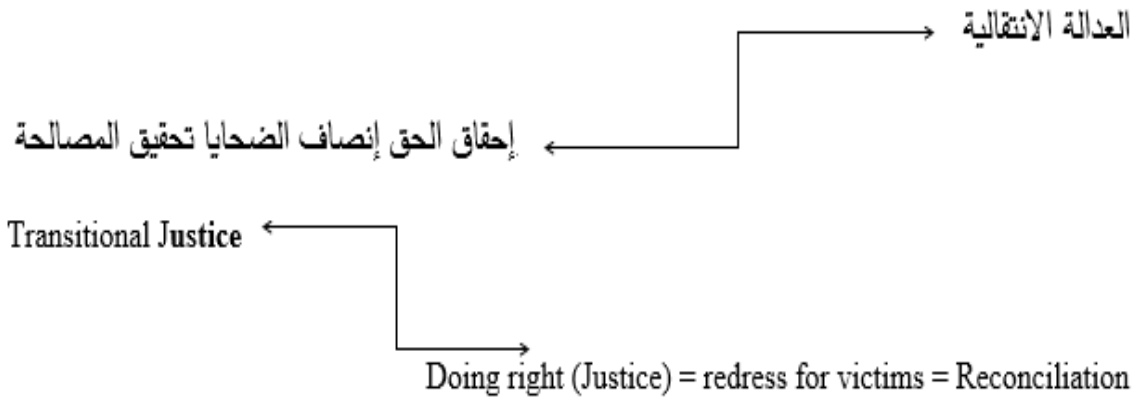 العدالة الانتقالية
إحقاق الحق إنصاف الضحايا تحقيق المصالحة
Transitional Justice
Doing right (Justice) = redress for victims = Reconciliation